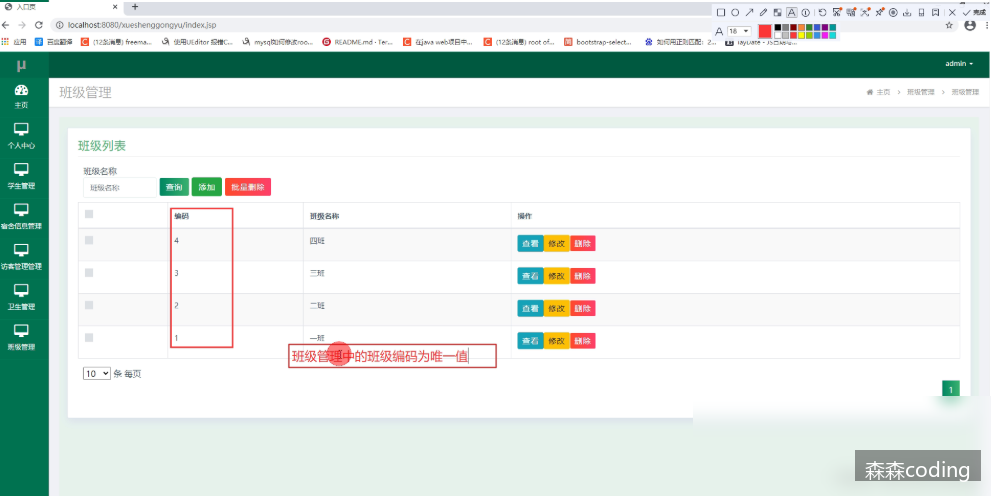 入口页
localhost:8080/xueshenggongyu/index.jsp
完成
A 18
应用 百度翻译 (12条消息) freema... 使用UEditor 报错C... mysql如何修改roo... README.md · Ter... 在java web项目中... (12条消息) root of... bootstrap-select... 如何用正则匹配：2... layDate - JS日期...
μ
admin
班级管理
主页 > 班级管理 > 班级管理
主页
个人中心
学生管理
宿舍信息管理
访客管理管理
卫生管理
班级管理
班级列表
班级名称
班级名称 查询 添加 批量删除
编码 班级名称 操作
4 四班 查看 修改 删除
3 三班 查看 修改 删除
2 二班 查看 修改 删除
1 一班 查看 修改 删除
班级管理中的班级编码为唯一值
10 条 每页
1
森森coding